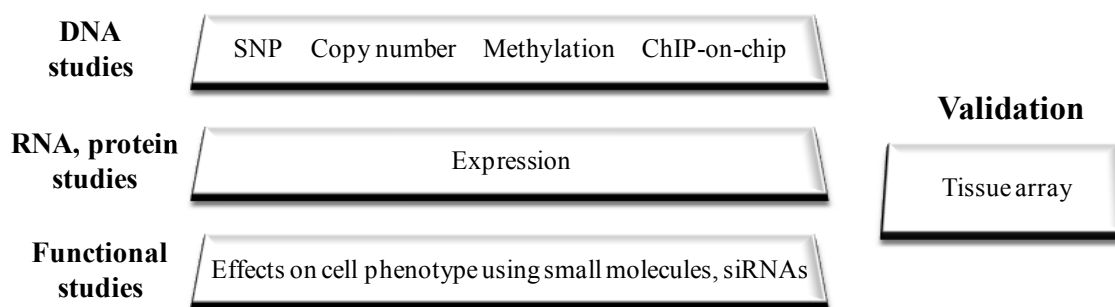 DNA
studies
SNP Copy number Methylation ChIP-on-chip
RNA, protein
studies
Expression
Functional
studies
Effects on cell phenotype using small molecules, siRNAs
Validation
Tissue array